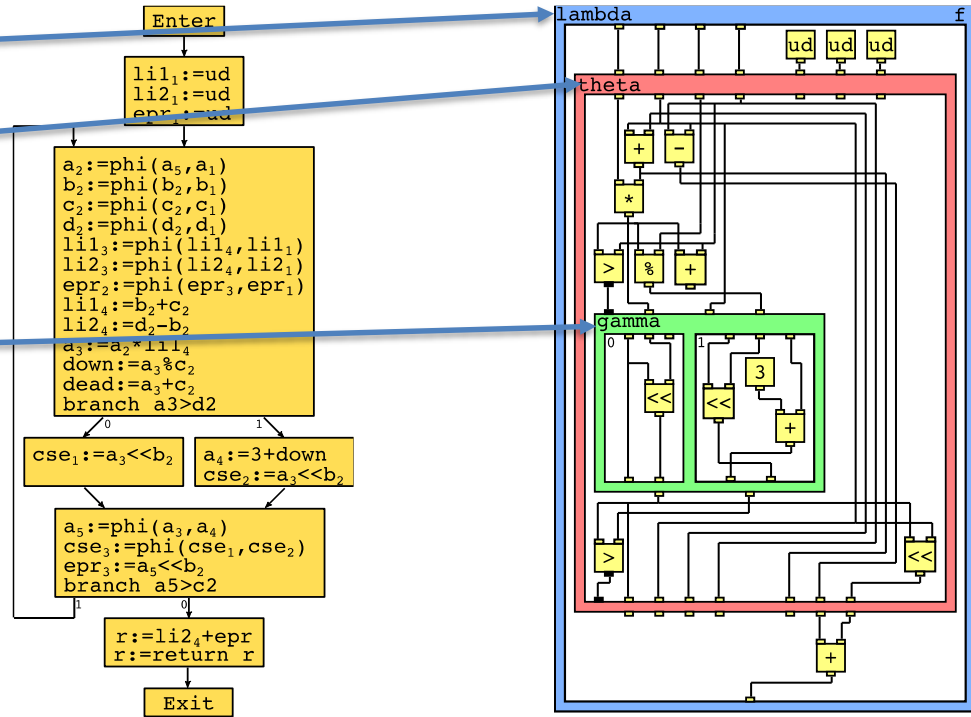 Enter
li1₁:=ud
li2₁:=ud
epr₁:=ud
a₂:=phi(a₅,a₁)
b₂:=phi(b₂,b₁)
c₂:=phi(c₂,c₁)
d₂:=phi(d₂,d₁)
li1₃:=phi(li1₄,li1₁)
li2₃:=phi(li2₄,li2₁)
epr₂:=phi(epr₃,epr₁)
li1₄:=b₂+c₂
li2₄:=d₂-b₂
a₃:=a₂*li1₄
down:=a₃%c₂
dead:=a₃+c₂
branch a3>d2
0 1
cse₁:=a₃<<b₂
a₄:=3+down
cse₂:=a₃<<b₂
a₅:=phi(a₃,a₄)
cse₃:=phi(cse₁,cse₂)
epr₃:=a₅<<b₂
branch a5>c2
1 0
r:=li2₄+epr
r:=return r
Exit
lambda f
ud ud ud
theta
+ -
*
> % +
gamma
0 1
3
<< <<
+
> <<
+